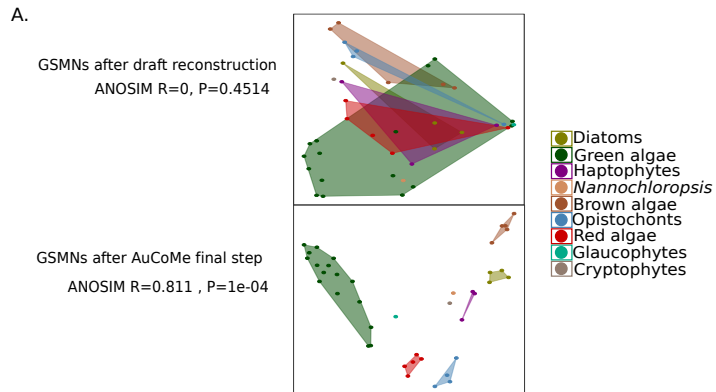 A.
GSMNs after draft reconstruction
ANOSIM R=0, P=0.4514
GSMNs after AuCoMe final step
ANOSIM R=0.811 , P=1e-04
Diatoms
Green algae
Haptophytes
Nannochloropsis
Brown algae
Opistochonts
Red algae
Glaucophytes
Cryptophytes